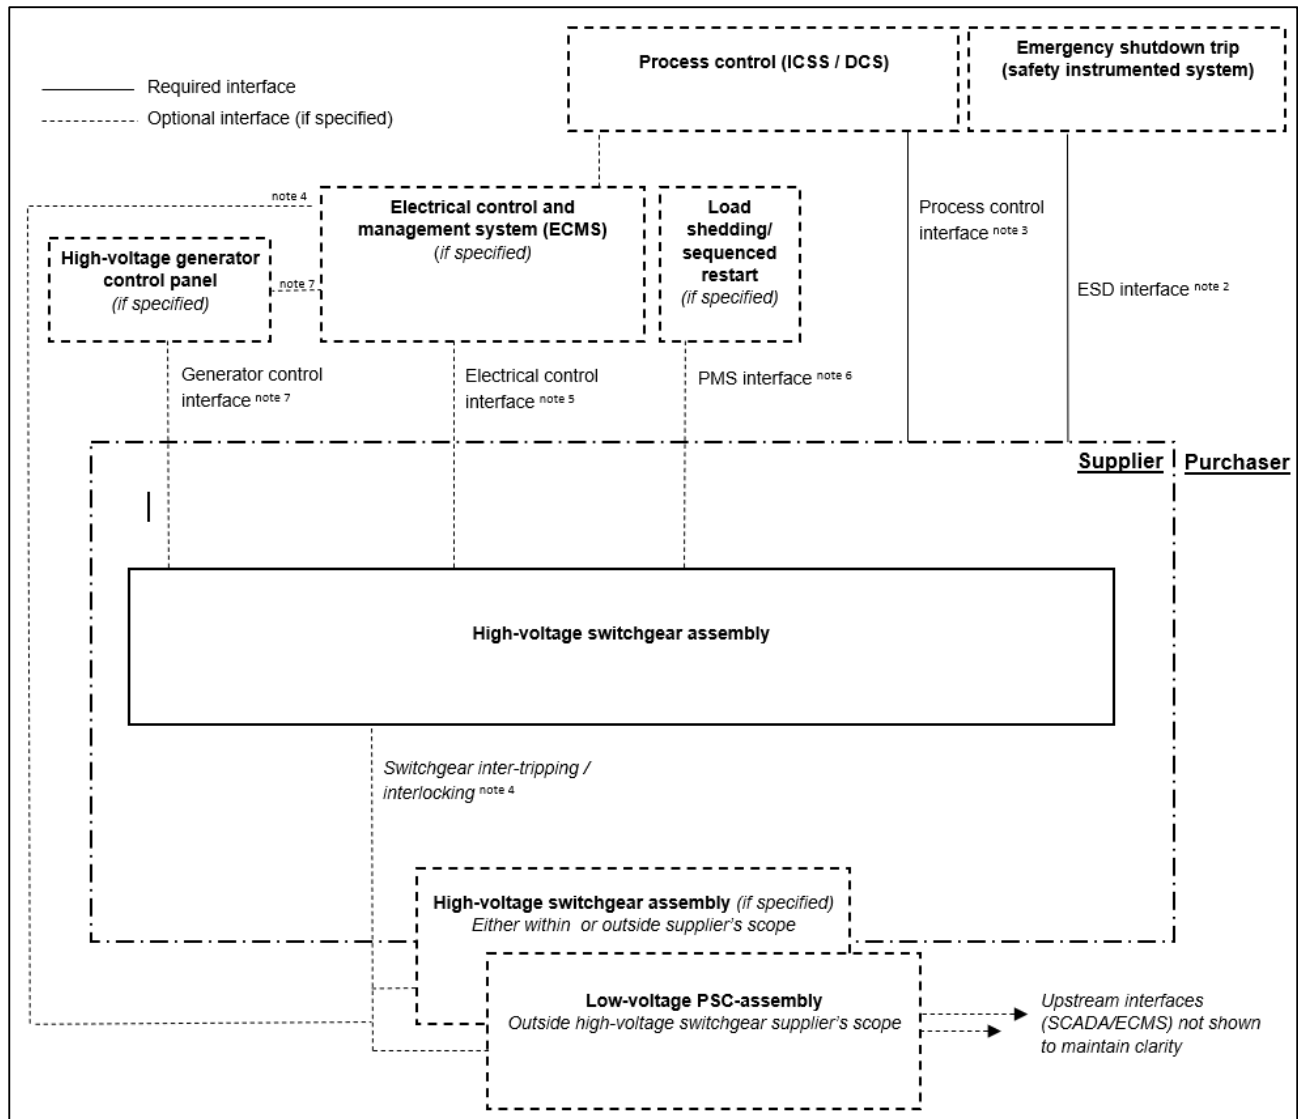 Process control (ICSS / DCS)
Emergency shutdown trip
(safety instrumented system)
Required interface
Optional interface (if specified)
note 4
Electrical control and
management system (ECMS)
(if specified)
Load
shedding/
sequenced
restart
(if specified)
Process control
interface note 3
High-voltage generator
control panel
(if specified)
note 7
ESD interface note 2
Generator control
interface note 7
Electrical control
interface note 5
PMS interface note 6
Supplier
Purchaser
High-voltage switchgear assembly
Switchgear inter-tripping /
interlocking note 4
High-voltage switchgear assembly (if specified)
Either within or outside supplier's scope
Low-voltage PSC-assembly
Outside high-voltage switchgear supplier's scope
Upstream interfaces
(SCADA/ECMS) not shown
to maintain clarity